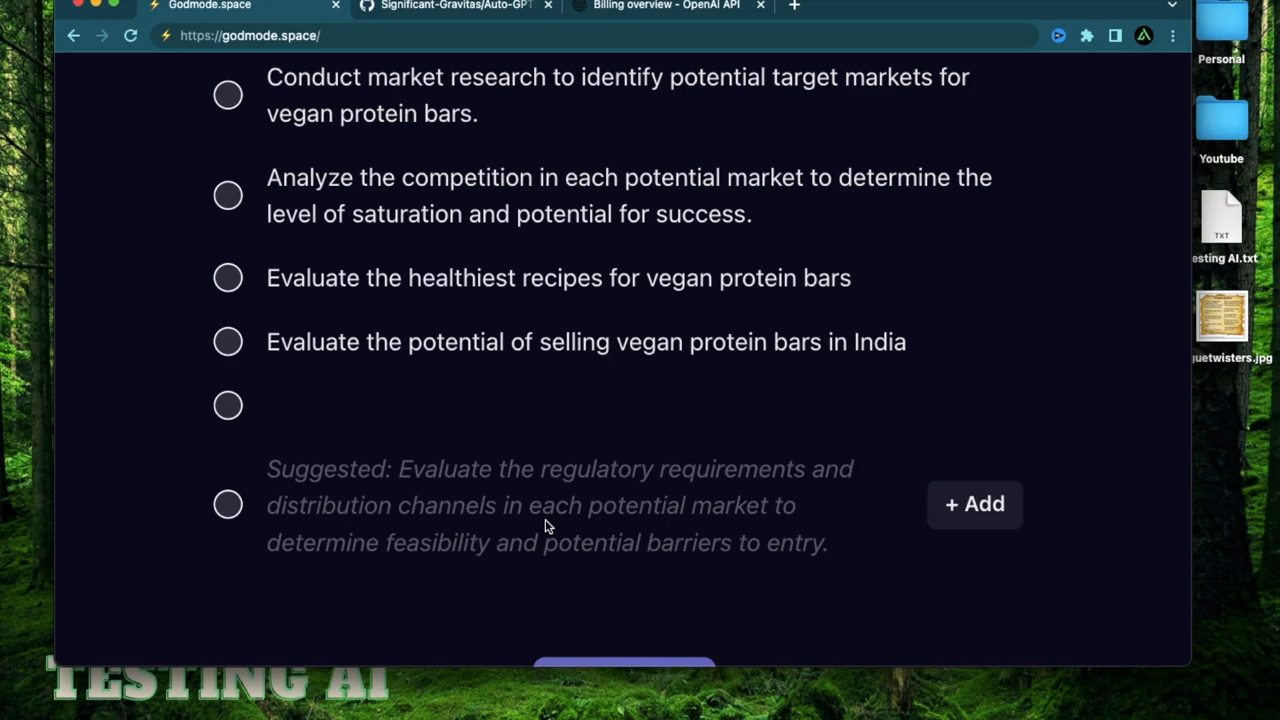 Godmode.space
Significant-Gravitas/Auto-GPT
Billing overview - OpenAI API
https://godmode.space/
Personal
Conduct market research to identify potential target markets for
vegan protein bars.
Youtube
Analyze the competition in each potential market to determine the
level of saturation and potential for success.
TXT
esting AI.txt
Evaluate the healthiest recipes for vegan protein bars
Evaluate the potential of selling vegan protein bars in India
guetwisters.jpg
Suggested: Evaluate the regulatory requirements and
distribution channels in each potential market to
determine feasibility and potential barriers to entry.
+ Add
TESTING AI